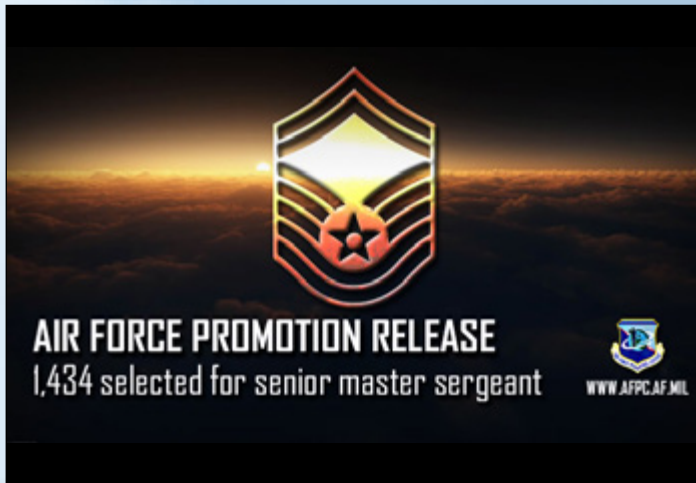 AIR FORCE PROMOTION RELEASE
1,434 selected for senior master sergeant
WWW.AFPC.AF.MIL